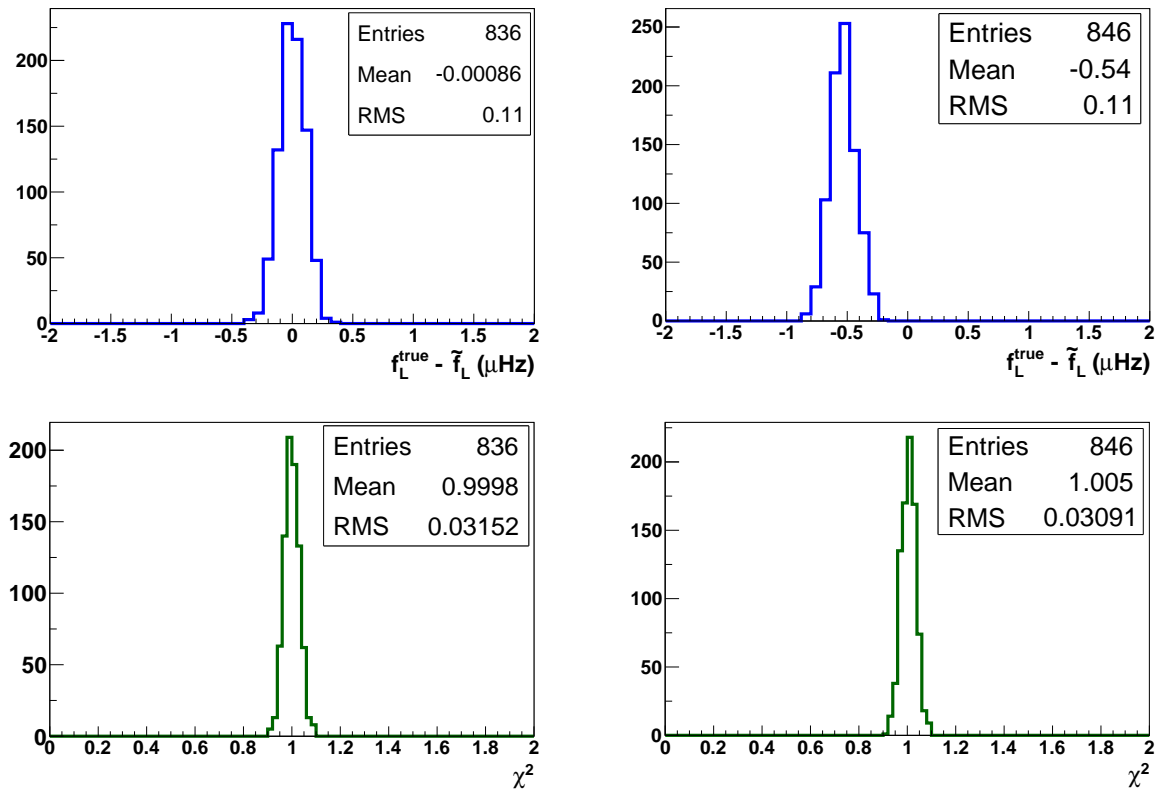 Entries 836
Mean -0.00086
RMS 0.11
200
150
100
50
0
-2 -1.5 -1 -0.5 0 0.5 1 1.5 2
f_L^true - f̃_L (μHz)
Entries 846
Mean -0.54
RMS 0.11
250
200
150
100
50
0
-2 -1.5 -1 -0.5 0 0.5 1 1.5 2
f_L^true - f̃_L (μHz)
Entries 836
Mean 0.9998
RMS 0.03152
200
150
100
50
0
0 0.2 0.4 0.6 0.8 1 1.2 1.4 1.6 1.8 2
χ²
Entries 846
Mean 1.005
RMS 0.03091
200
150
100
50
0
0 0.2 0.4 0.6 0.8 1 1.2 1.4 1.6 1.8 2
χ²